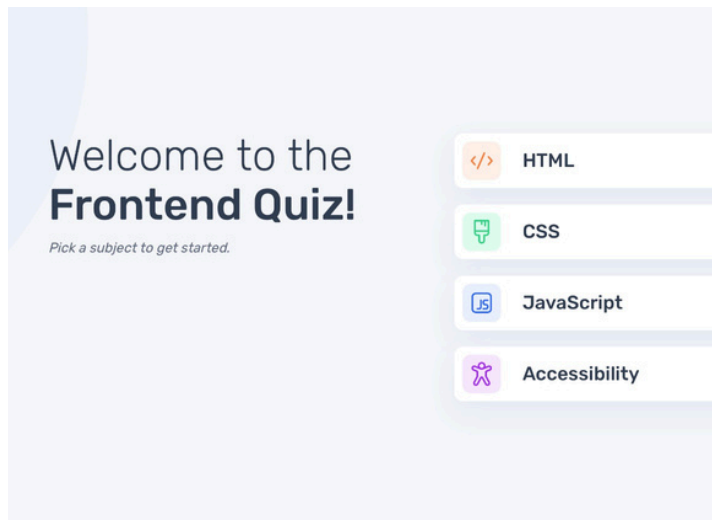 Welcome to the
Frontend Quiz!
Pick a subject to get started.
</> HTML
CSS
JS JavaScript
Accessibility